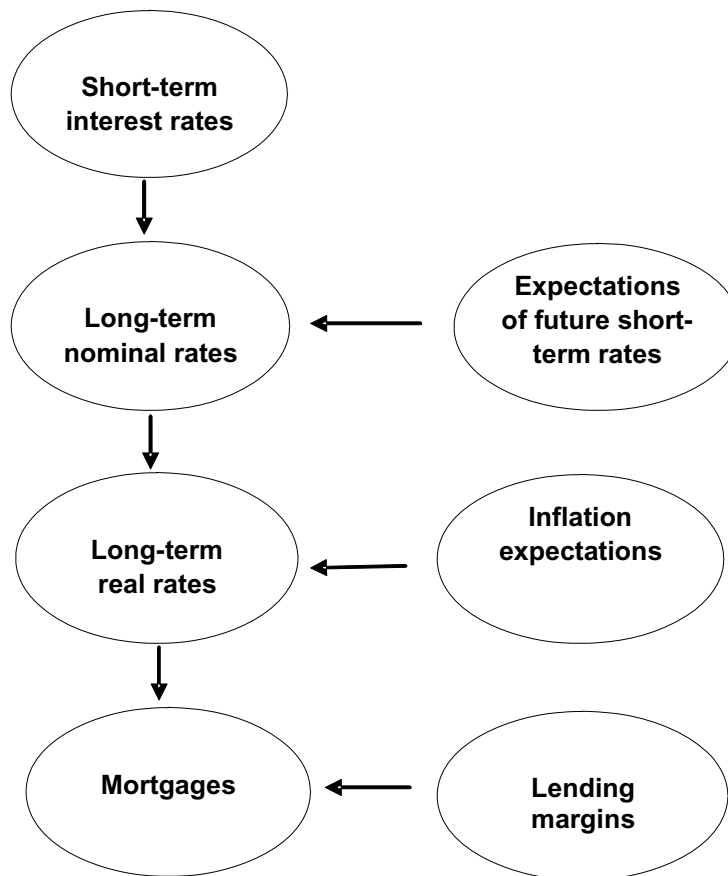 Short-term
interest rates
Long-term
nominal rates
Expectations
of future short-
term rates
Long-term
real rates
Inflation
expectations
Mortgages
Lending
margins